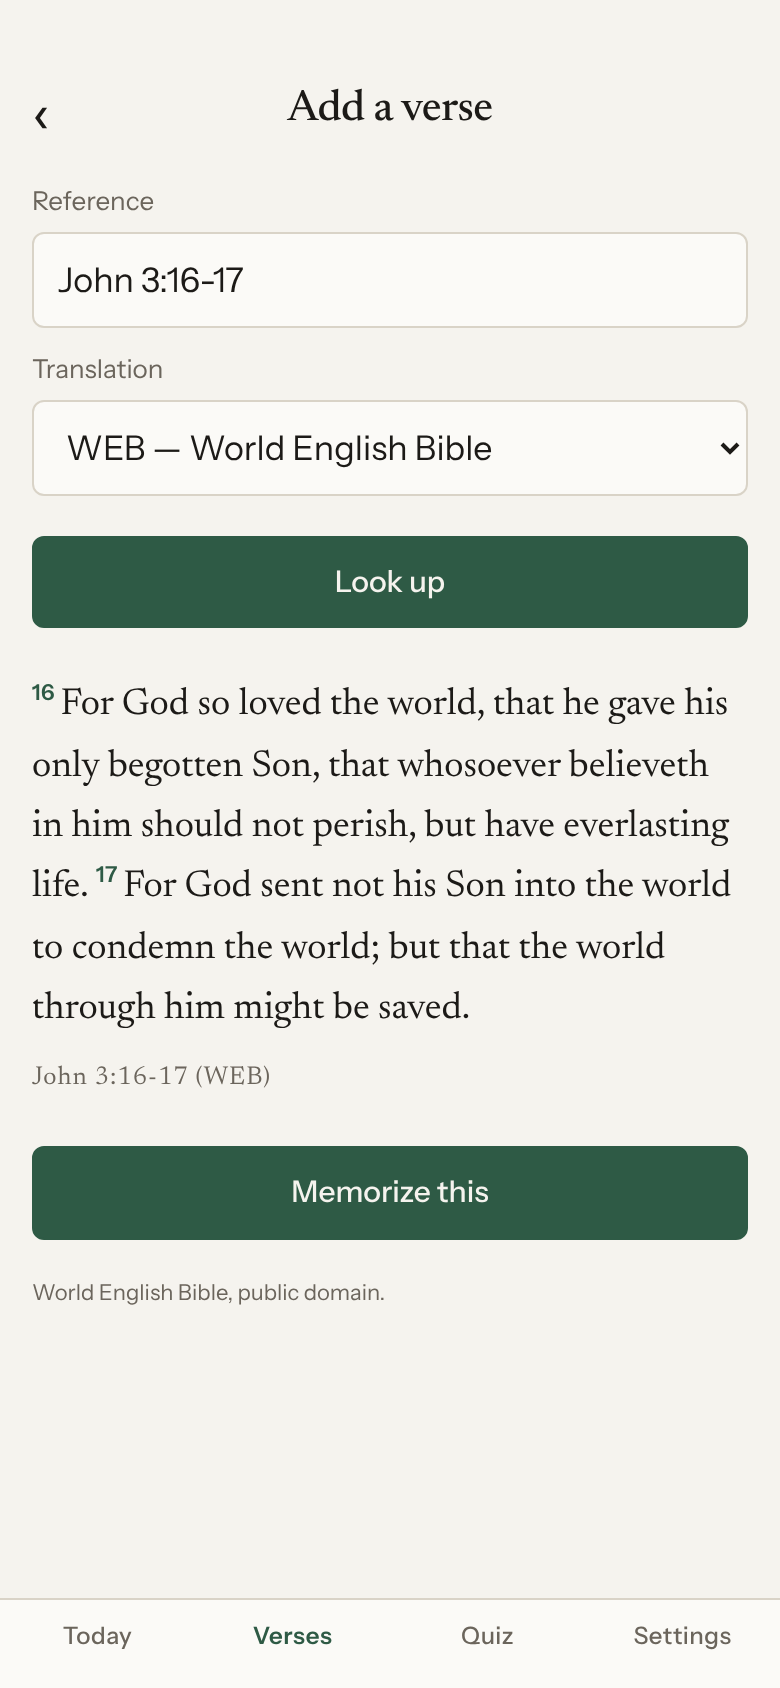 ‹
Add a verse
Reference
John 3:16-17
Translation
WEB — World English Bible
Look up
16 For God so loved the world, that he gave his
only begotten Son, that whosoever believeth
in him should not perish, but have everlasting
life. 17 For God sent not his Son into the world
to condemn the world; but that the world
through him might be saved.
John 3:16-17 (WEB)
Memorize this
World English Bible, public domain.
Today Verses Quiz Settings